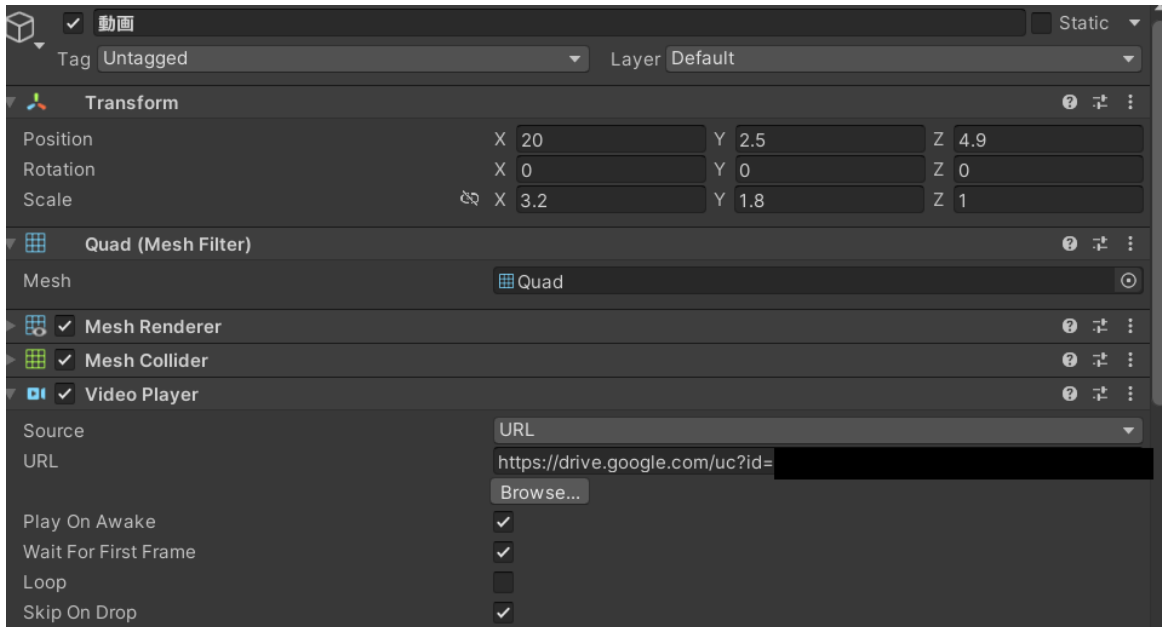 動画 Static
Tag Untagged Layer Default
Transform
Position X 20 Y 2.5 Z 4.9
Rotation X 0 Y 0 Z 0
Scale X 3.2 Y 1.8 Z 1
Quad (Mesh Filter)
Mesh Quad
Mesh Renderer
Mesh Collider
Video Player
Source URL
URL https://drive.google.com/uc?id=
Browse...
Play On Awake
Wait For First Frame
Loop
Skip On Drop